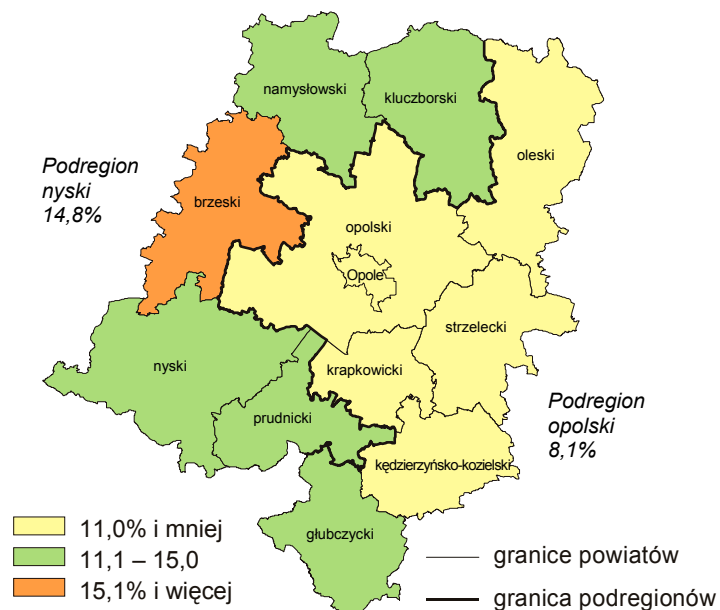 namysłowski
kluczborski
oleski
Podregion
nyski
14,8%
brzeski
opolski
Opole
strzelecki
nyski
krapkowicki
prudnicki
Podregion
opolski
8,1%
kędzierzyńsko-kozielski
głubczycki
11,0% i mniej
11,1 – 15,0
15,1% i więcej
granice powiatów
granica podregionów